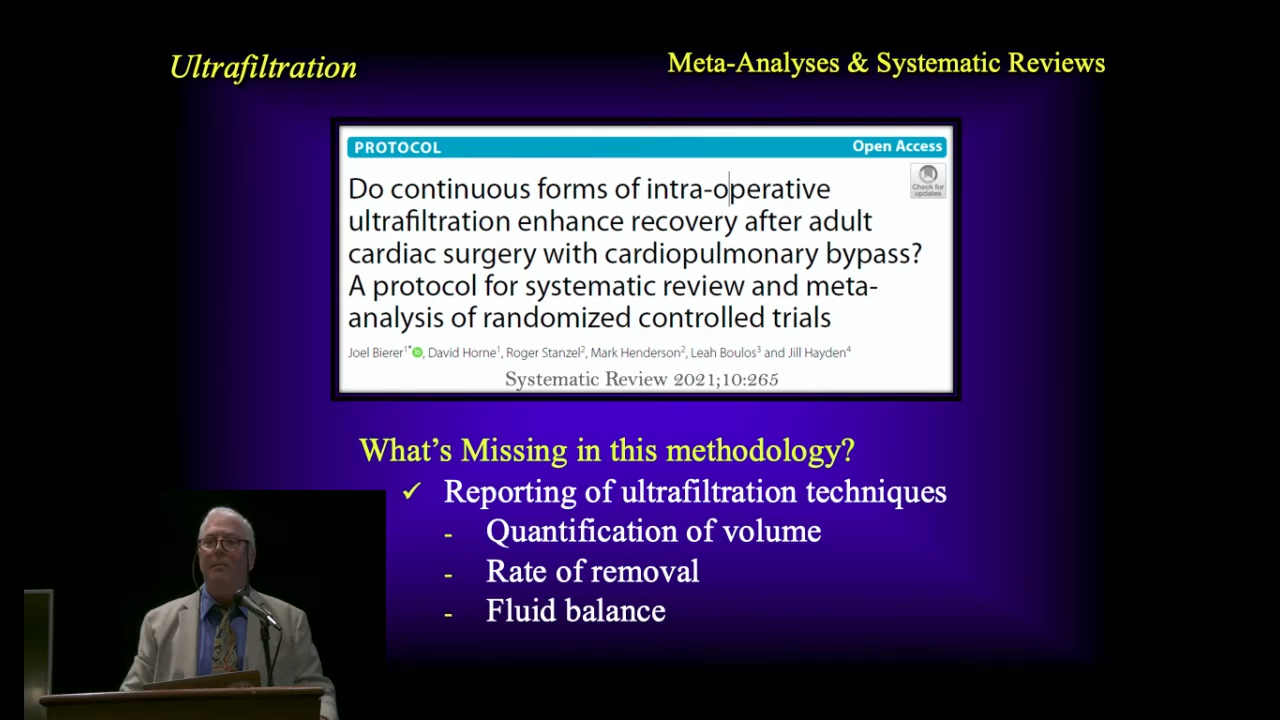 Ultrafiltration
Meta-Analyses & Systematic Reviews
PROTOCOL
Open Access
Check for
updates
Do continuous forms of intra-operative
ultrafiltration enhance recovery after adult
cardiac surgery with cardiopulmonary bypass?
A protocol for systematic review and meta-
analysis of randomized controlled trials
Joel Bierer1*, David Horne1, Roger Stanzel2, Mark Henderson2, Leah Boulos3 and Jill Hayden4
Systematic Review 2021;10:265
What's Missing in this methodology?
✓ Reporting of ultrafiltration techniques
- Quantification of volume
- Rate of removal
- Fluid balance